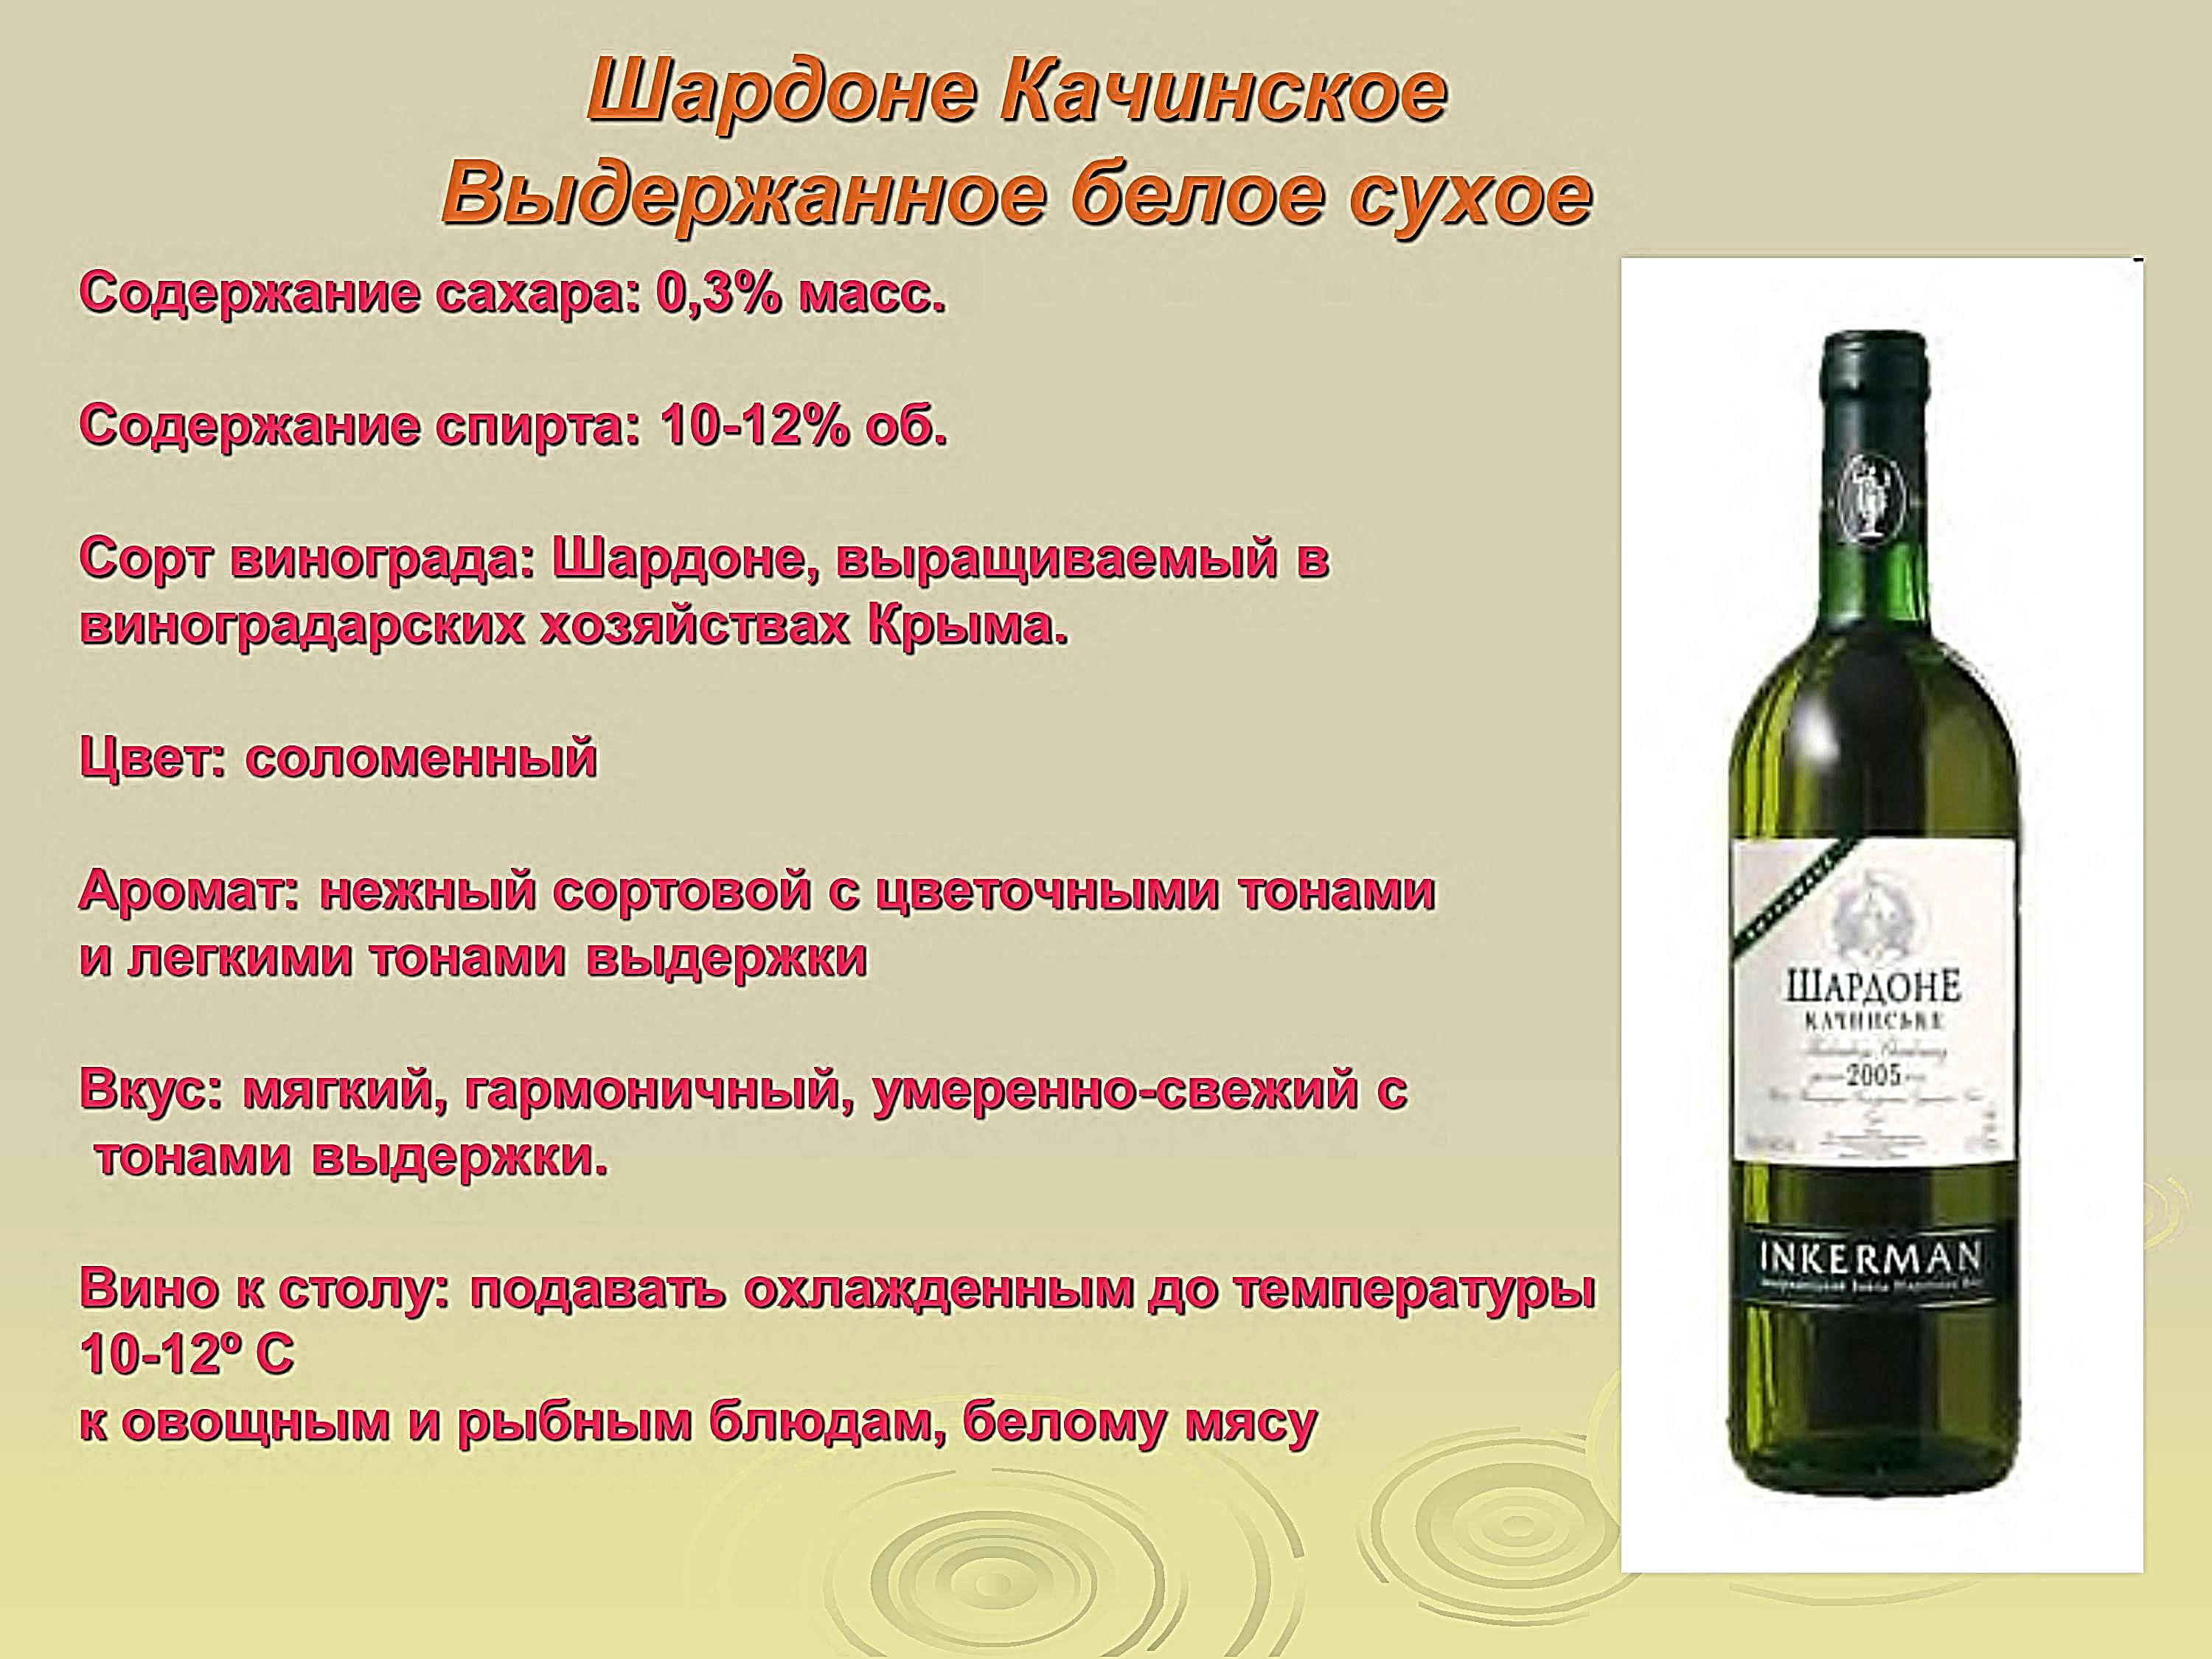 Шардоне Качинское
Выдержанное белое сухое
Содержание сахара: 0,3% масс.
Содержание спирта: 10-12% об.
Сорт винограда: Шардоне, выращиваемый в
виноградарских хозяйствах Крыма.
Цвет: соломенный
Аромат: нежный сортовой с цветочными тонами
и легкими тонами выдержки
Вкус: мягкий, гармоничный, умеренно-свежий с
тонами выдержки.
Вино к столу: подавать охлажденным до температуры
10-12º С
к овощным и рыбным блюдам, белому мясу
ШАРДОНЕ
КАЧИНСЬКЕ
2005
INKERMAN